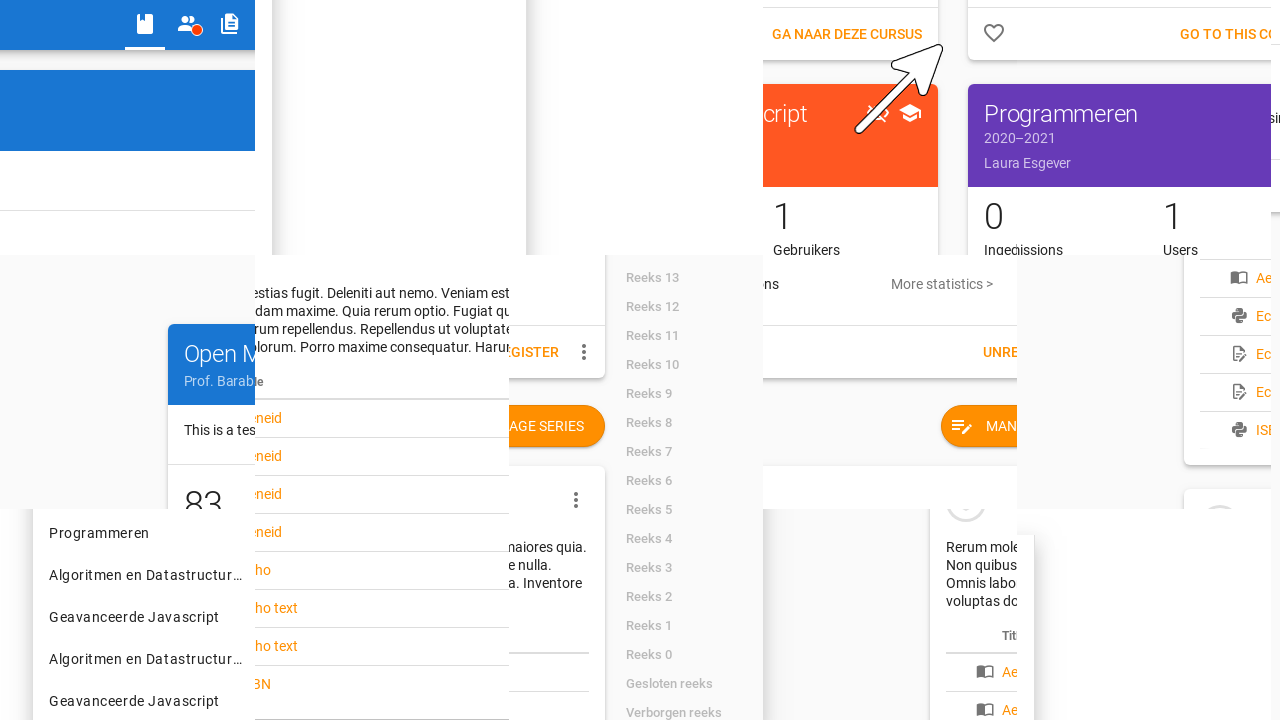 GA NAAR DEZE CURSUS
GO TO THIS CO
cript
Programmeren
2020–2021
Laura Esgever
1
Gebruikers
0
1
Users
Open M
Prof. Barab
This is a tes
83
estias fugit. Deleniti aut nemo. Veniam est
dam maxime. Quia rerum optio. Fugiat qu
rum repellendus. Repellendus ut voluptate
olorum. Porro maxime consequatur. Harur
le
eneid
eneid
eneid
eneid
ho
ho text
ho text
BN
EGISTER
AGE SERIES
maiores quia.
e nulla.
a. Inventore
Reeks 13
Reeks 12
Reeks 11
Reeks 10
Reeks 9
Reeks 8
Reeks 7
Reeks 6
Reeks 5
Reeks 4
Reeks 3
Reeks 2
Reeks 1
Reeks 0
Gesloten reeks
Verborgen reeks
ons
More statistics >
UNRE
MAN
Ae
Ec
Ec
Ec
ISE
Programmeren
Algoritmen en Datastructur…
Geavanceerde Javascript
Algoritmen en Datastructur…
Geavanceerde Javascript
Rerum mole
Non quibus
Omnis labo
voluptas do
Titl
Ae
Ae